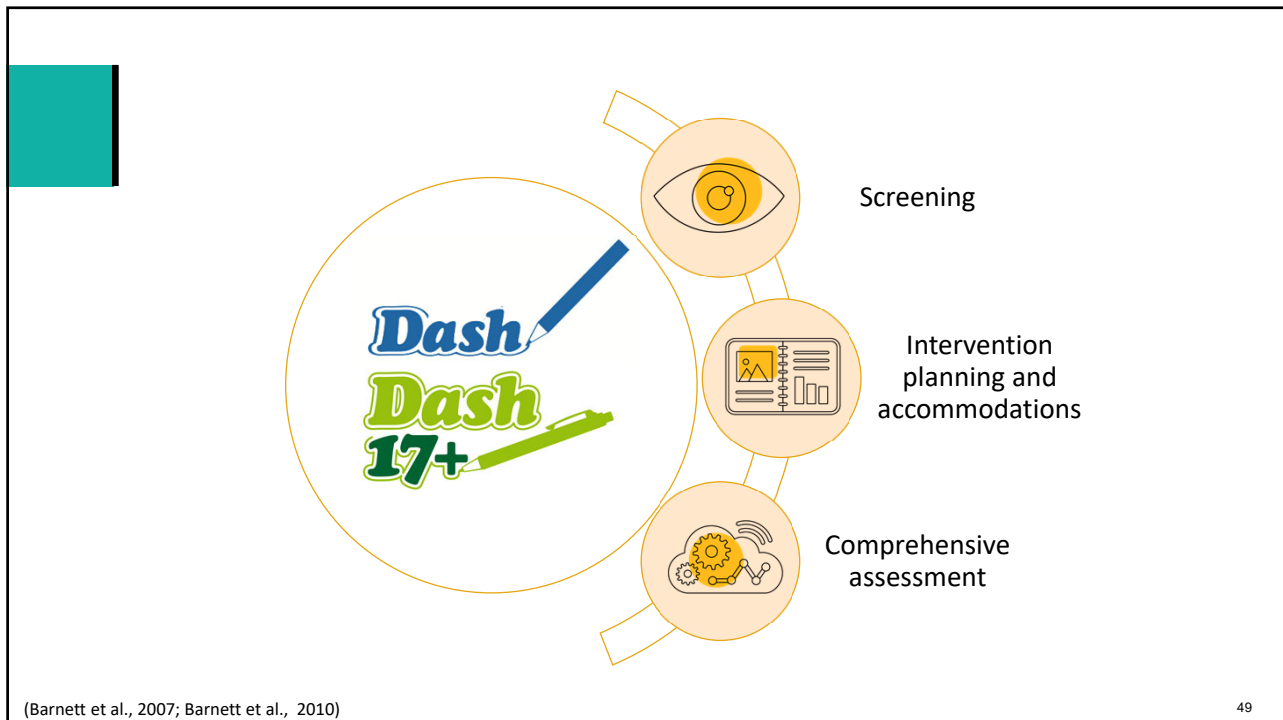 Screening
Dash
Dash
17+
Intervention
planning and
accommodations
Comprehensive
assessment
(Barnett et al., 2007; Barnett et al., 2010)
49